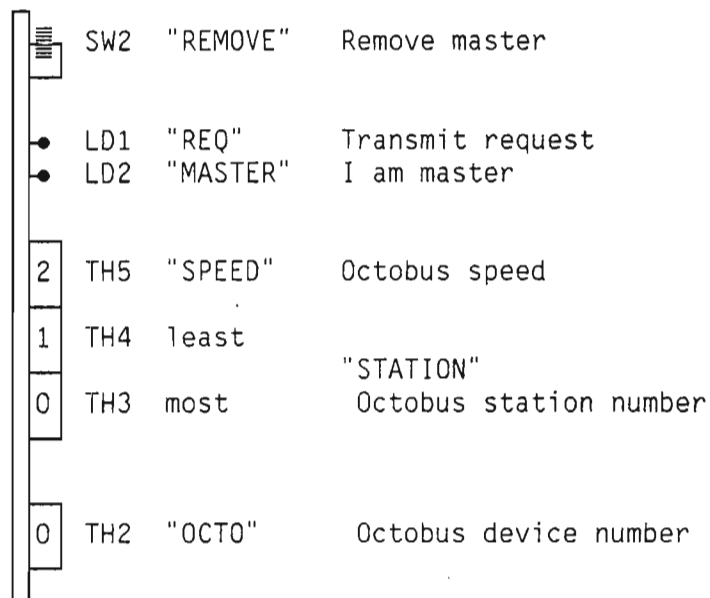 SW2 "REMOVE" Remove master
LD1 "REQ" Transmit request
LD2 "MASTER" I am master
2 TH5 "SPEED" Octobus speed
1 TH4 least
"STATION"
0 TH3 most Octobus station number
0 TH2 "OCTO" Octobus device number